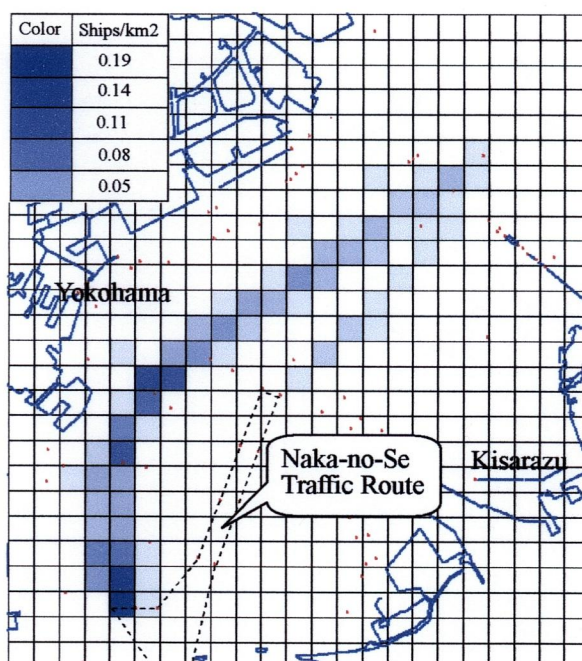 Color Ships/km2
0.19
0.14
0.11
0.08
0.05
Yokohama
Naka-no-Se
Traffic Route
Kisarazu